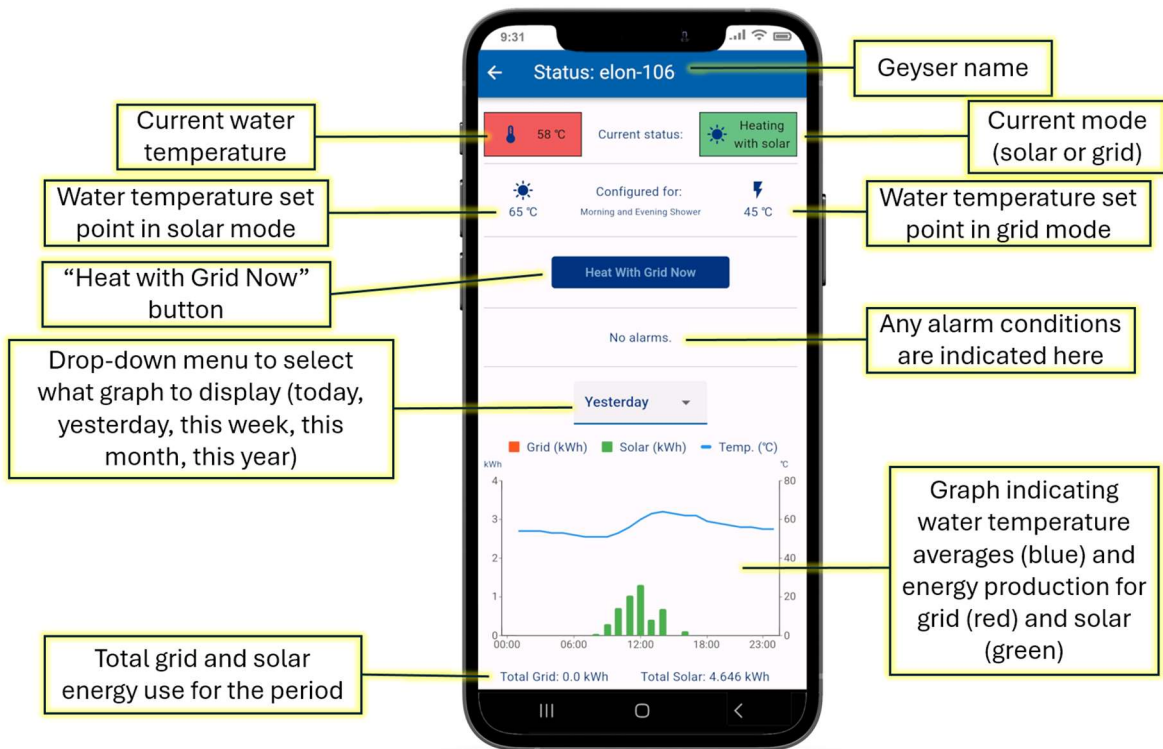 9:31
Status: elon-106
Geyser name
Current water
temperature
58 °C
Current status:
Heating
with solar
Current mode
(solar or grid)
Water temperature set
point in solar mode
65 °C
Configured for:
Morning and Evening Shower
45 °C
Water temperature set
point in grid mode
“Heat with Grid Now”
button
Heat With Grid Now
No alarms.
Any alarm conditions
are indicated here
Drop-down menu to select
what graph to display (today,
yesterday, this week, this
month, this year)
Yesterday
Grid (kWh) Solar (kWh) Temp. (°C)
kWh °C
4 80
3 60
2 40
1 20
0 0
00:00 06:00 12:00 18:00 23:00
Graph indicating
water temperature
averages (blue) and
energy production for
grid (red) and solar
(green)
Total grid and solar
energy use for the period
Total Grid: 0.0 kWh Total Solar: 4.646 kWh